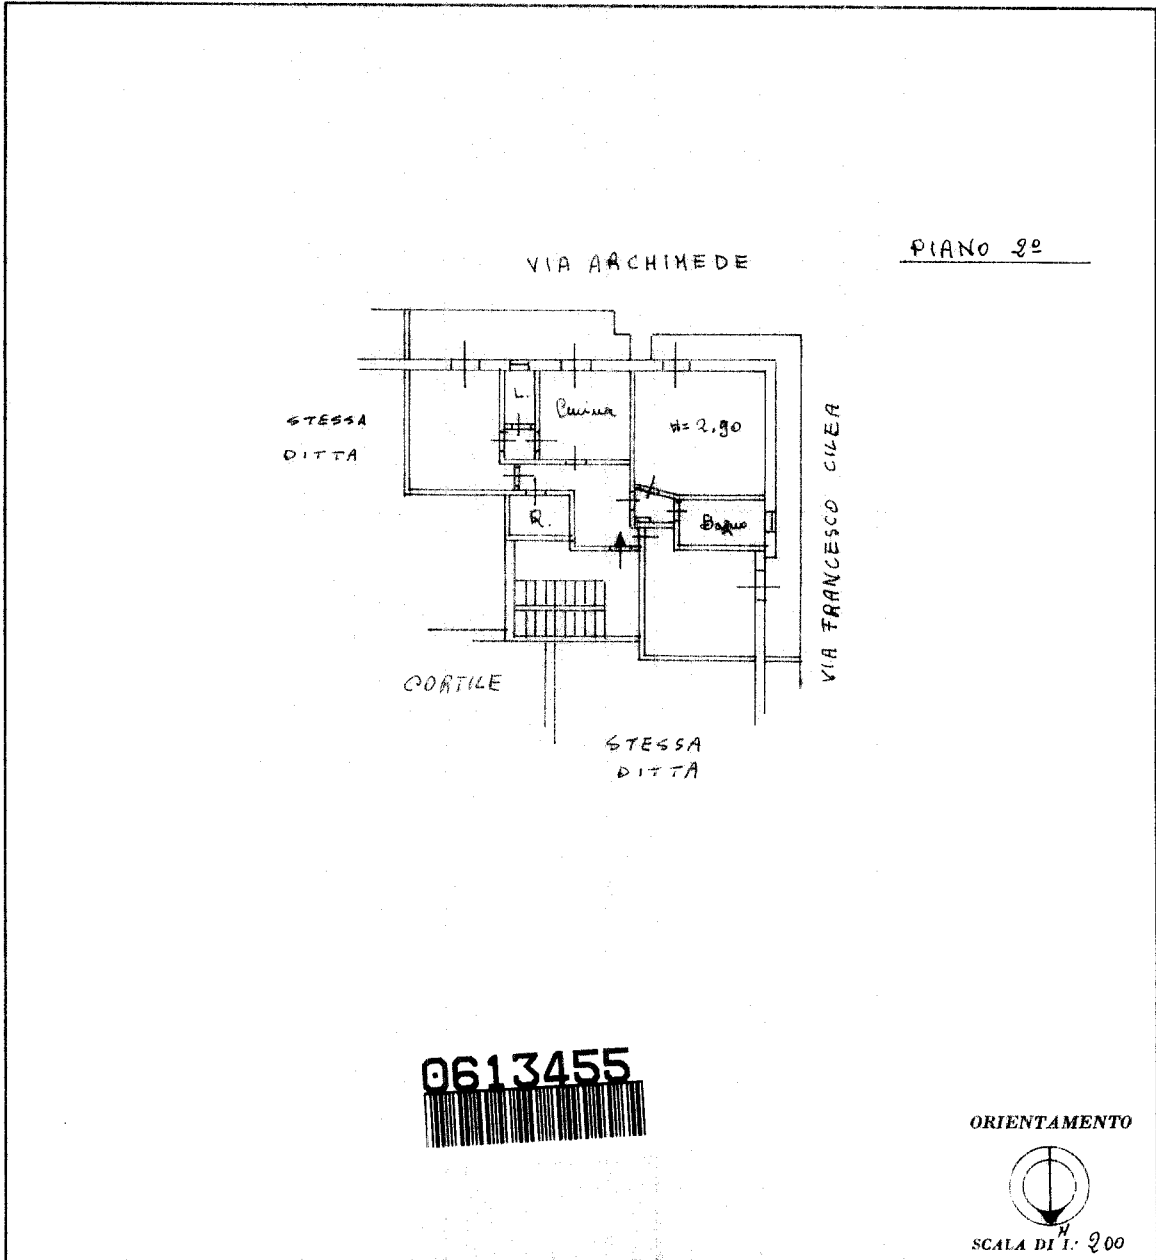 PIANO 2º
VIA ARCHIMEDE
L.
Cucina
H= 2,90
STESSA
DITTA
VIA FRANCESCO CILEA
R.
Bagno
CORTILE
STESSA
DITTA
0613455
ORIENTAMENTO
N
SCALA DI 1: 200